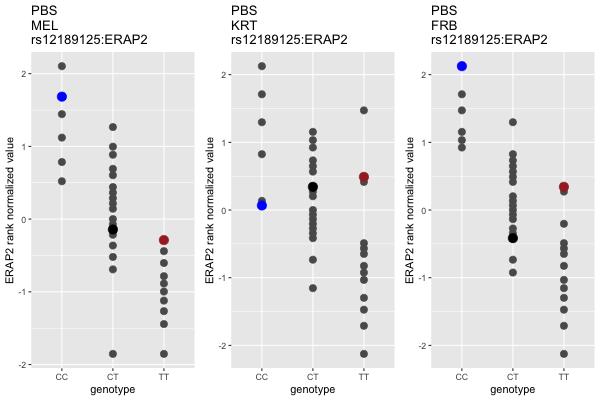 PBS
MEL
rs12189125:ERAP2
ERAP2 rank normalized value
2
1
0
-1
-2
CC CT TT
genotype
PBS
KRT
rs12189125:ERAP2
ERAP2 rank normalized value
2
1
0
-1
-2
CC CT TT
genotype
PBS
FRB
rs12189125:ERAP2
ERAP2 rank normalized value
2
1
0
-1
-2
CC CT TT
genotype